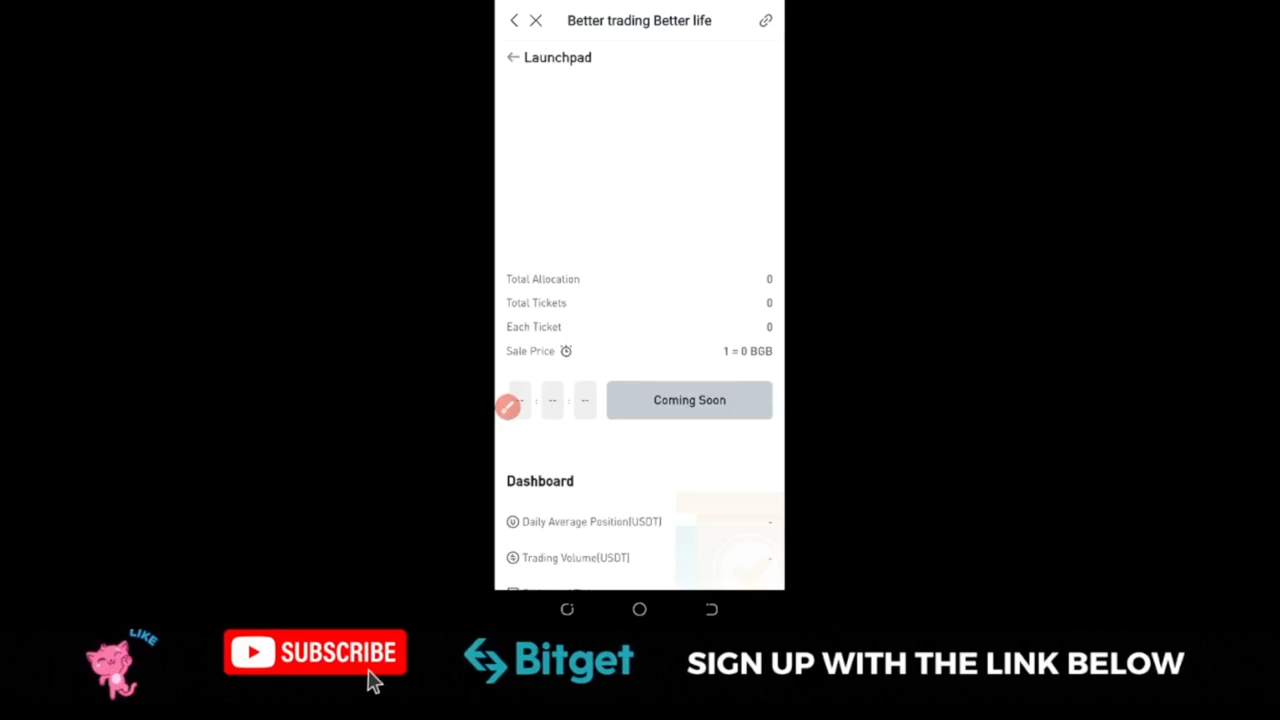 Better trading Better life
Launchpad
Total Allocation 0
Total Tickets 0
Each Ticket 0
Sale Price 1 = 0 BGB
-- : -- : -- Coming Soon
Dashboard
Daily Average Position(USDT) -
Trading Volume(USDT) -
LIKE
SUBSCRIBE
Bitget
SIGN UP WITH THE LINK BELOW